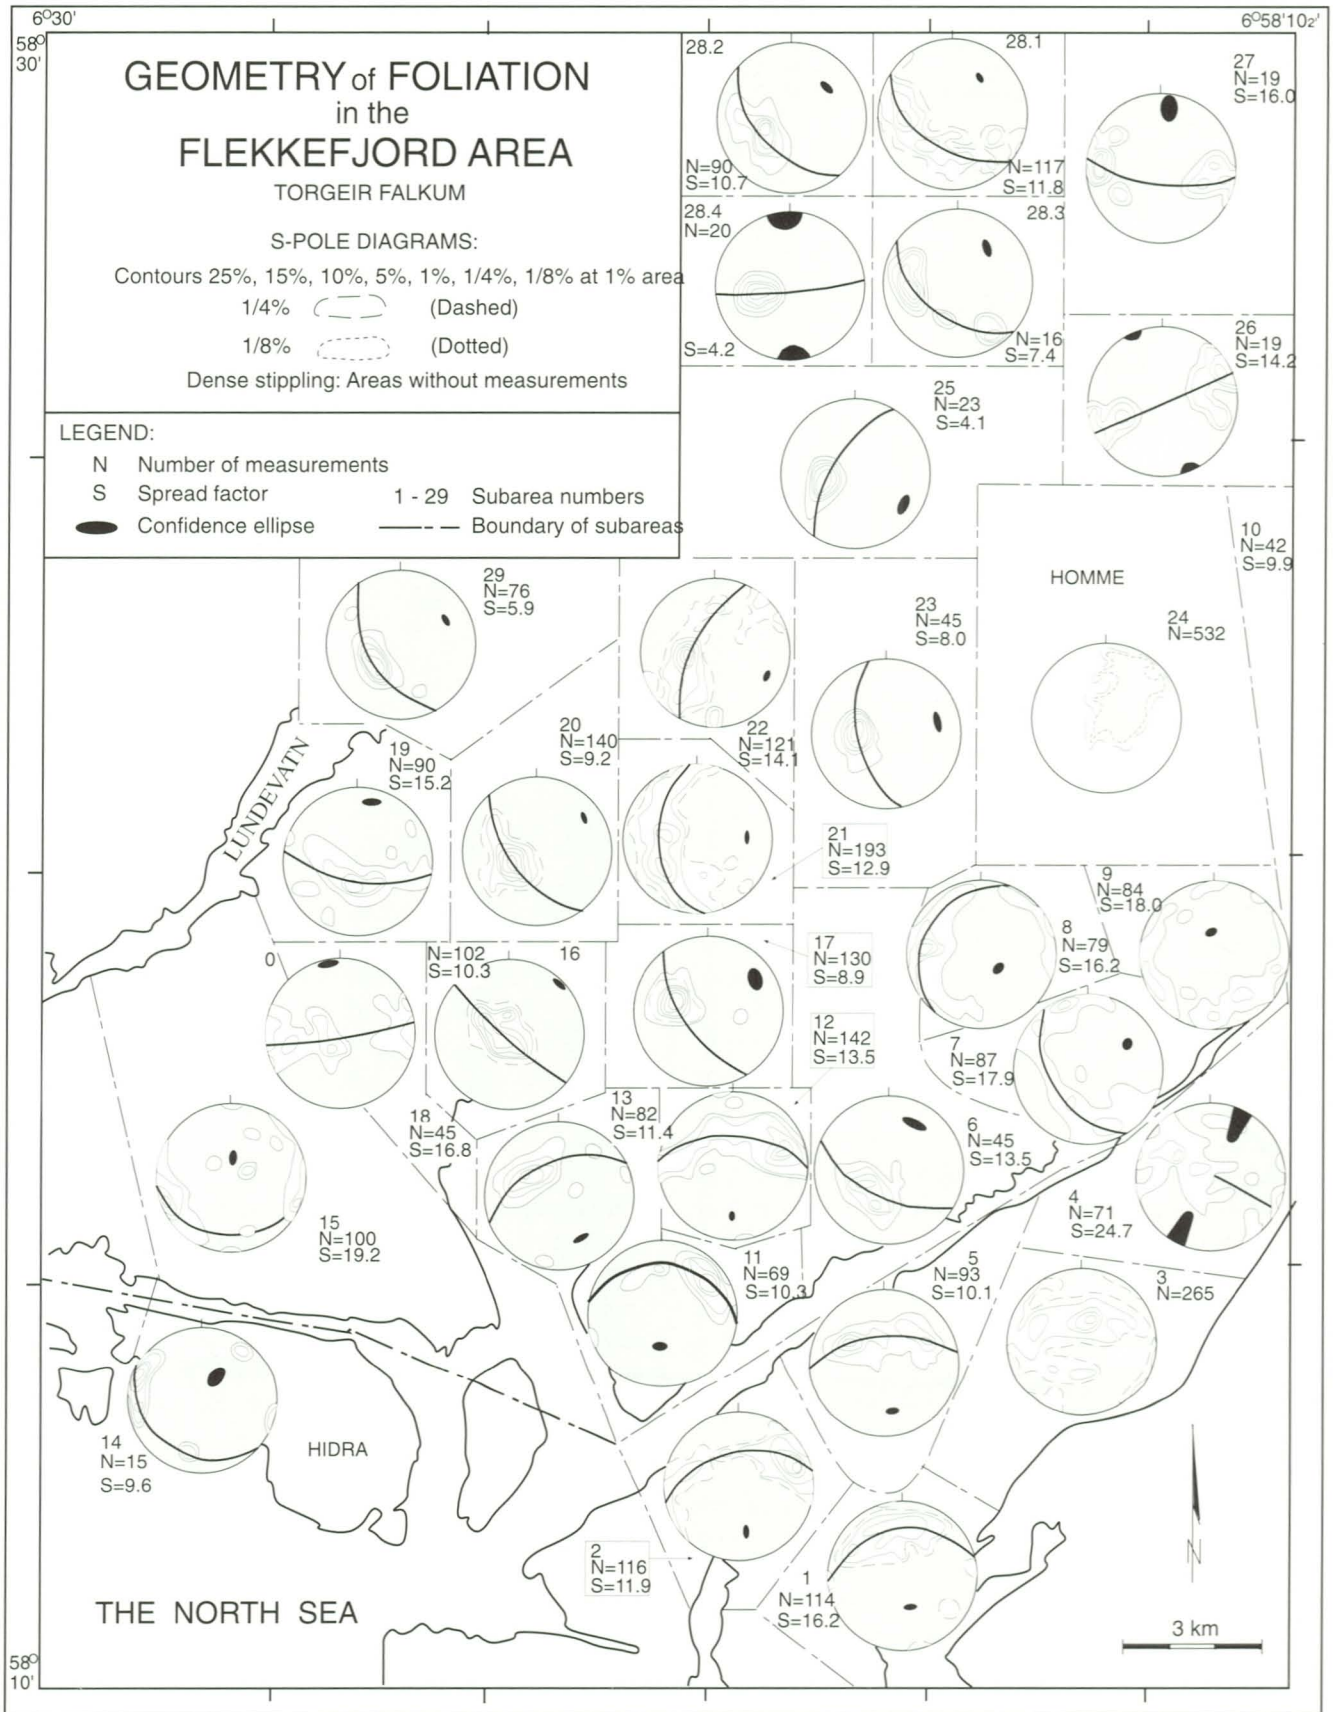 6°30'
6°58'10₂'
58°
30'
GEOMETRY of FOLIATION
in the
FLEKKEFJORD AREA
TORGEIR FALKUM
S-POLE DIAGRAMS:
Contours 25%, 15%, 10%, 5%, 1%, 1/4%, 1/8% at 1% area
1/4% (Dashed)
1/8% (Dotted)
Dense stippling: Areas without measurements
LEGEND:
N Number of measurements
S Spread factor
1 - 29 Subarea numbers
Confidence ellipse
Boundary of subareas
28.2
N=90
S=10.7
28.1
N=117
S=11.8
27
N=19
S=16.0
28.4
N=20
S=4.2
28.3
N=16
S=7.4
26
N=19
S=14.2
25
N=23
S=4.1
10
N=42
S=9.9
HOMME
24
N=532
29
N=76
S=5.9
23
N=45
S=8.0
22
N=121
S=14.1
20
N=140
S=9.2
19
N=90
S=15.2
LUNDEVATN
21
N=193
S=12.9
9
N=84
S=18.0
8
N=79
S=16.2
0
N=102
S=10.3
16
17
N=130
S=8.9
12
N=142
S=13.5
7
N=87
S=17.9
13
N=82
S=11.4
18
N=45
S=16.8
6
N=45
S=13.5
4
N=71
S=24.7
15
N=100
S=19.2
11
N=69
S=10.3
5
N=93
S=10.1
3
N=265
14
N=15
S=9.6
HIDRA
2
N=116
S=11.9
1
N=114
S=16.2
N
THE NORTH SEA
3 km
58°
10'